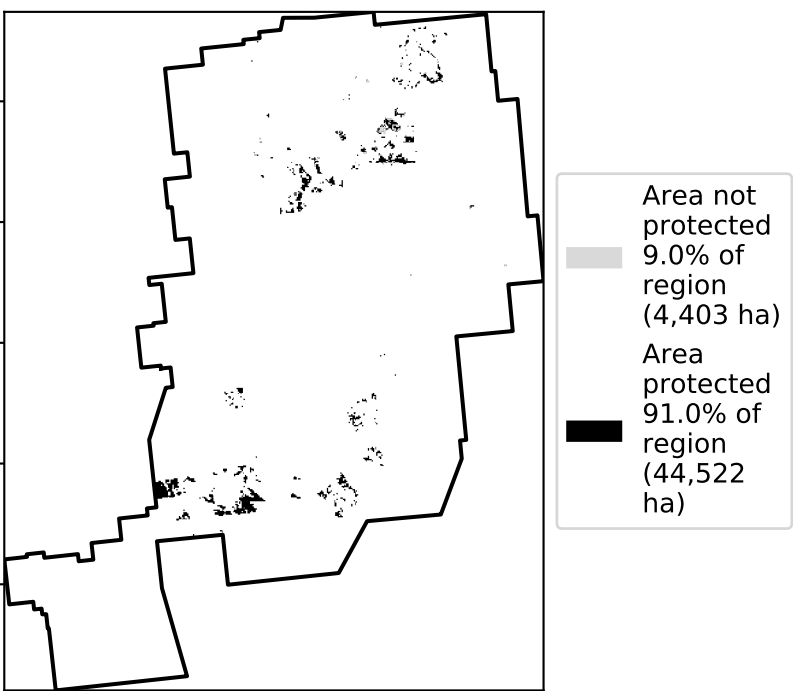 Area not
protected
9.0% of
region
(4,403 ha)
Area
protected
91.0% of
region
(44,522
ha)